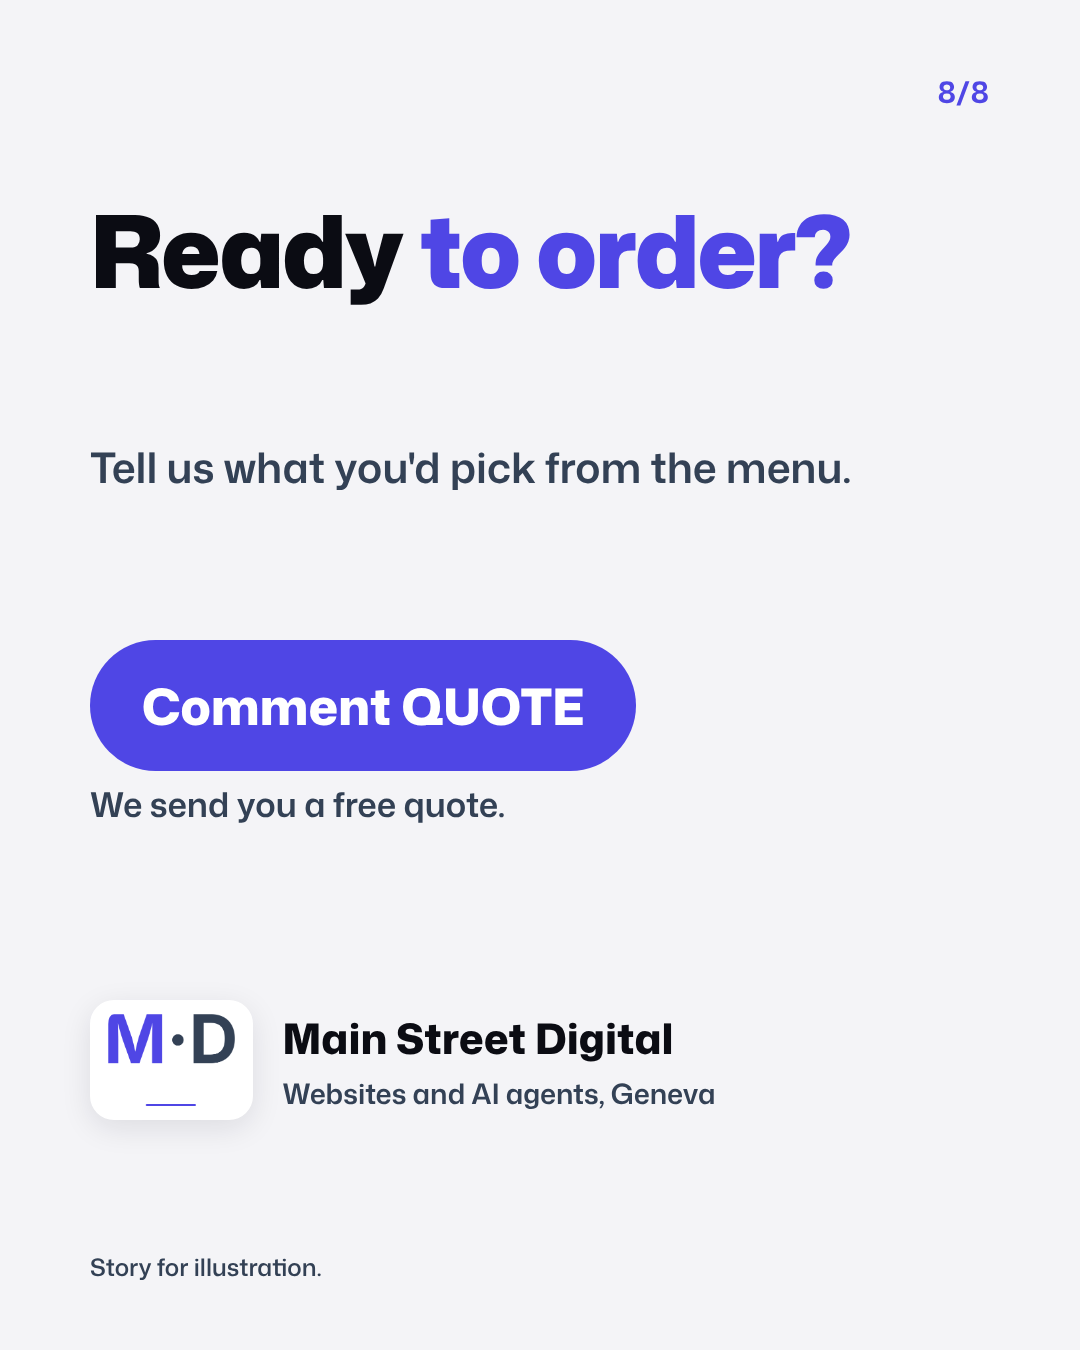 8/8
Ready to order?
Tell us what you'd pick from the menu.
Comment QUOTE
We send you a free quote.
M·D
Main Street Digital
Websites and AI agents, Geneva
Story for illustration.